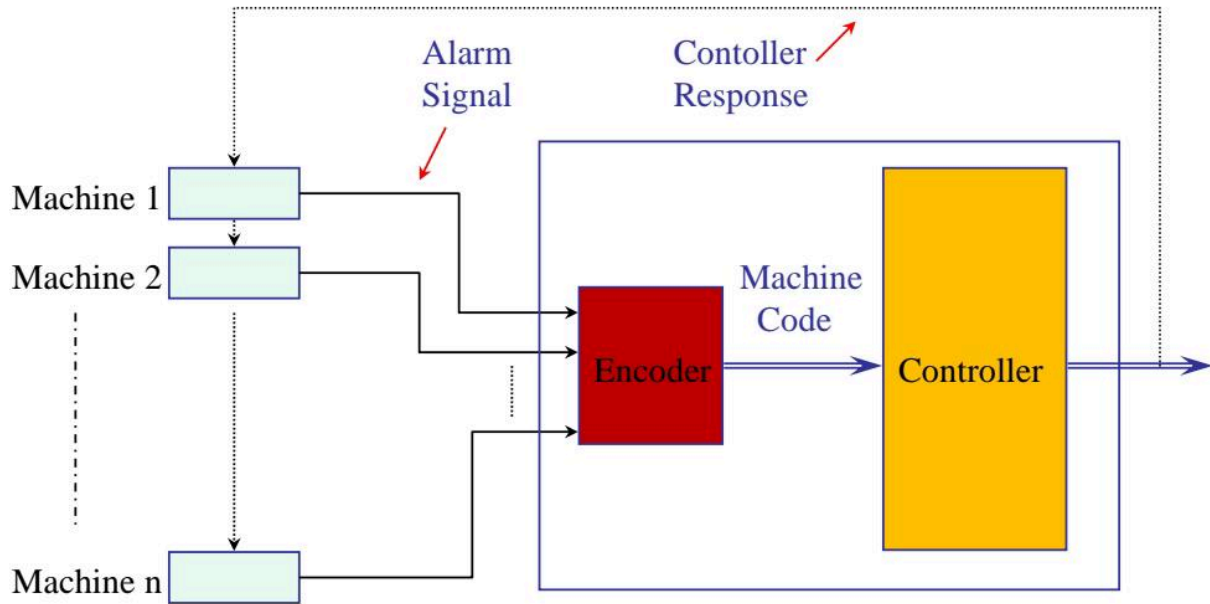 Alarm
Signal
Contoller
Response
Machine 1
Machine 2
Machine
Code
Encoder
Controller
Machine n